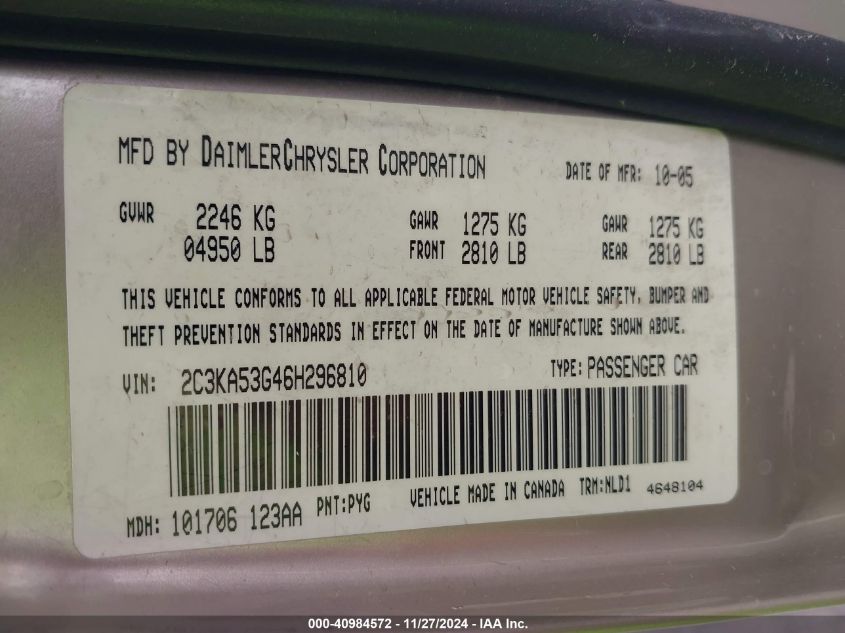 MFD BY DAIMLERCHRYSLER CORPORATION DATE OF MFR: 10-05
GVWR 2246 KG GAWR 1275 KG GAWR 1275 KG
04950 LB FRONT 2810 LB REAR 2810 LB
THIS VEHICLE CONFORMS TO ALL APPLICABLE FEDERAL MOTOR VEHICLE SAFETY, BUMPER AND
THEFT PREVENTION STANDARDS IN EFFECT ON THE DATE OF MANUFACTURE SHOWN ABOVE.
VIN: 2C3KA53G46H296810 TYPE: PASSENGER CAR
MDH: 101706 123AA PNT:PYG VEHICLE MADE IN CANADA TRM:NLD1 4648104
000-40984572 - 11/27/2024 - IAA Inc.